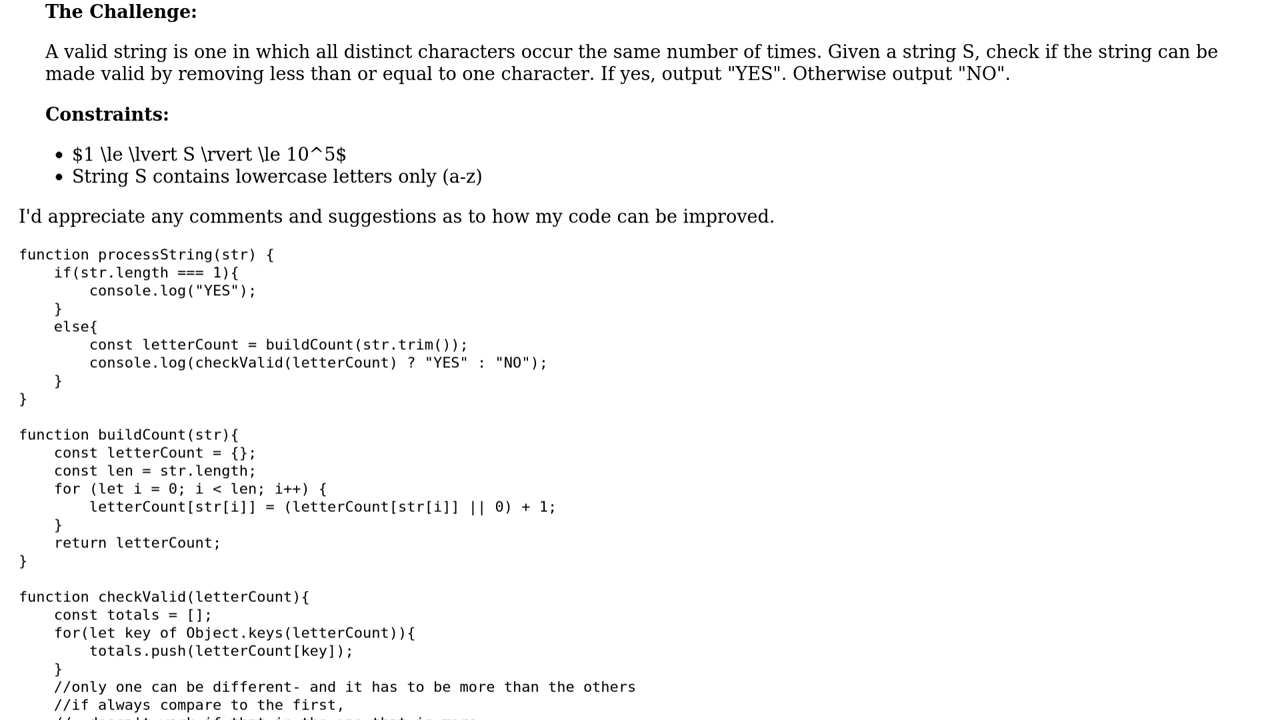 The Challenge:
A valid string is one in which all distinct characters occur the same number of times. Given a string S, check if the string can be
made valid by removing less than or equal to one character. If yes, output "YES". Otherwise output "NO".
Constraints:
• $1 \le \lvert S \rvert \le 10^5$
• String S contains lowercase letters only (a-z)
I'd appreciate any comments and suggestions as to how my code can be improved.
function processString(str) {
    if(str.length === 1){
        console.log("YES");
    }
    else{
        const letterCount = buildCount(str.trim());
        console.log(checkValid(letterCount) ? "YES" : "NO");
    }
}
function buildCount(str){
    const letterCount = {};
    const len = str.length;
    for (let i = 0; i < len; i++) {
        letterCount[str[i]] = (letterCount[str[i]] || 0) + 1;
    }
    return letterCount;
}
function checkValid(letterCount){
    const totals = [];
    for(let key of Object.keys(letterCount)){
        totals.push(letterCount[key]);
    }
    //only one can be different- and it has to be more than the others
    //if always compare to the first,